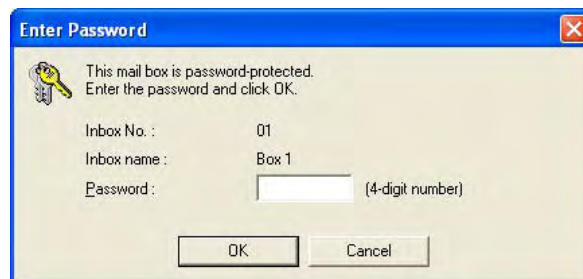 Enter Password
This mail box is password-protected.
Enter the password and click OK.
Inbox No. : 01
Inbox name : Box 1
Password : (4-digit number)
OK Cancel